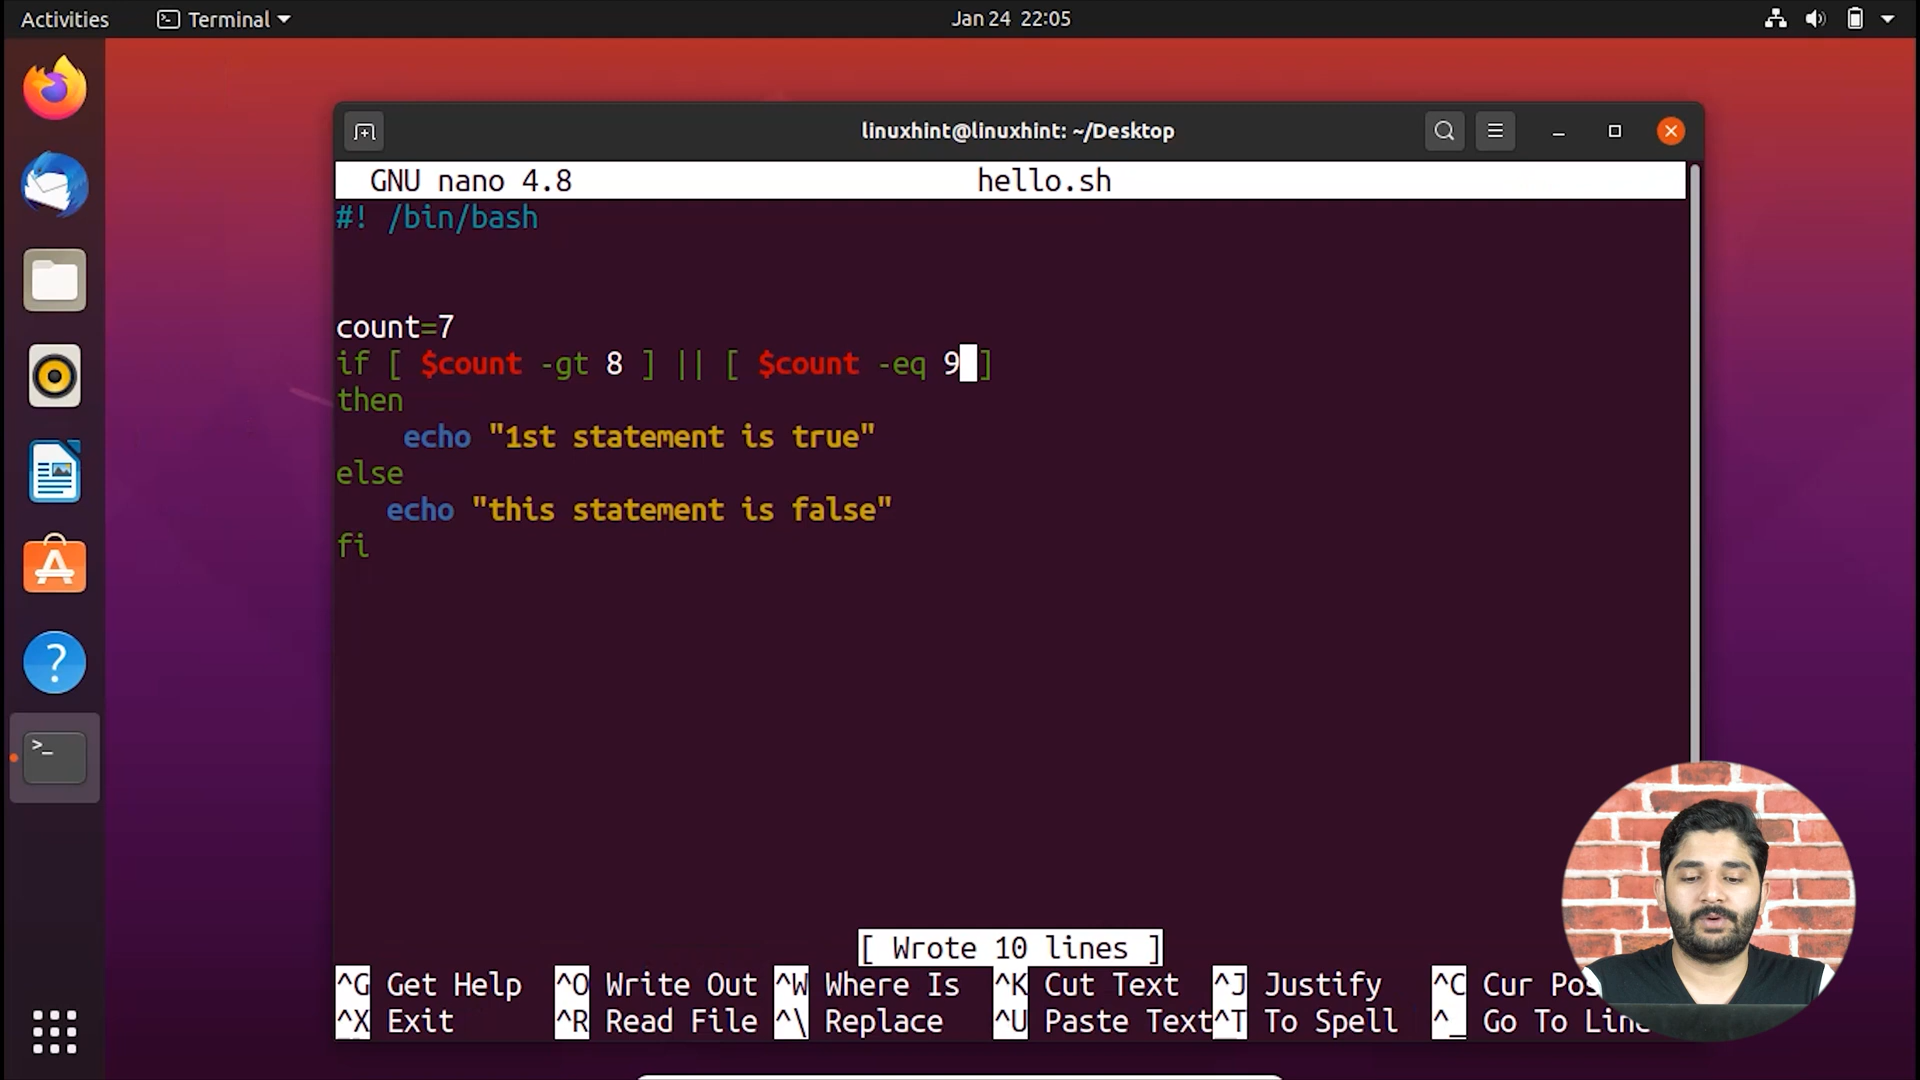 Activities
Terminal
Jan 24 22:05
linuxhint@linuxhint: ~/Desktop
GNU nano 4.8 hello.sh
#! /bin/bash
count=7
if [ $count -gt 8 ] || [ $count -eq 9 ]
then
echo "1st statement is true"
else
echo "this statement is false"
fi
[ Wrote 10 lines ]
^G Get Help ^O Write Out ^W Where Is ^K Cut Text ^J Justify ^C Cur
^X Exit ^R Read File ^\ Replace ^U Paste Text ^T To Spell ^_ Go To